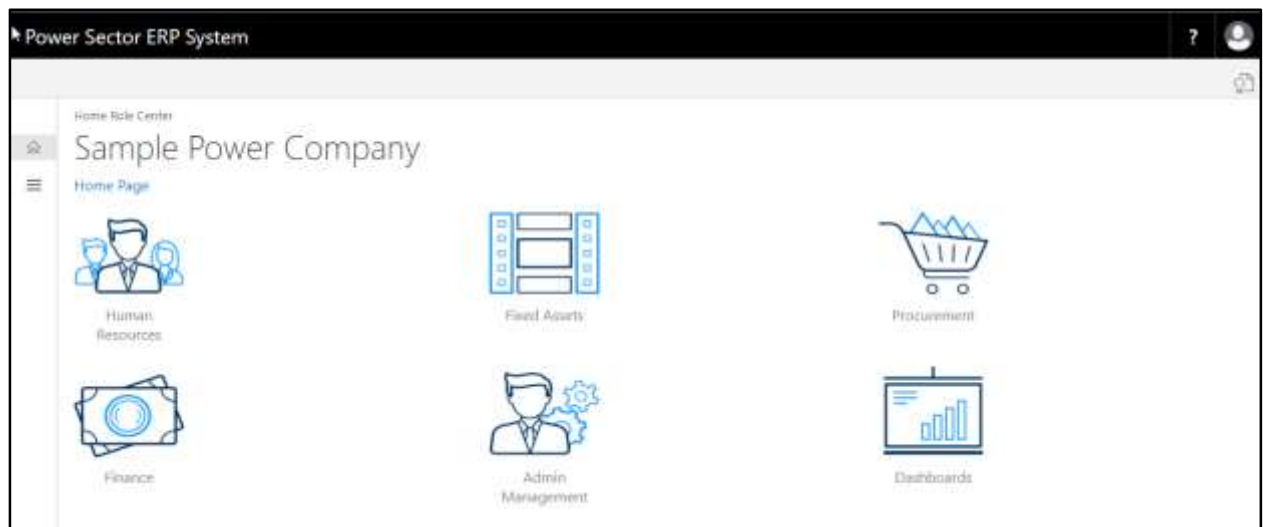 Power Sector ERP System
?
Home Role Center
Sample Power Company
Home Page
Human
Resources
Fixed Assets
Procurement
Finance
Admin
Management
Dashboards